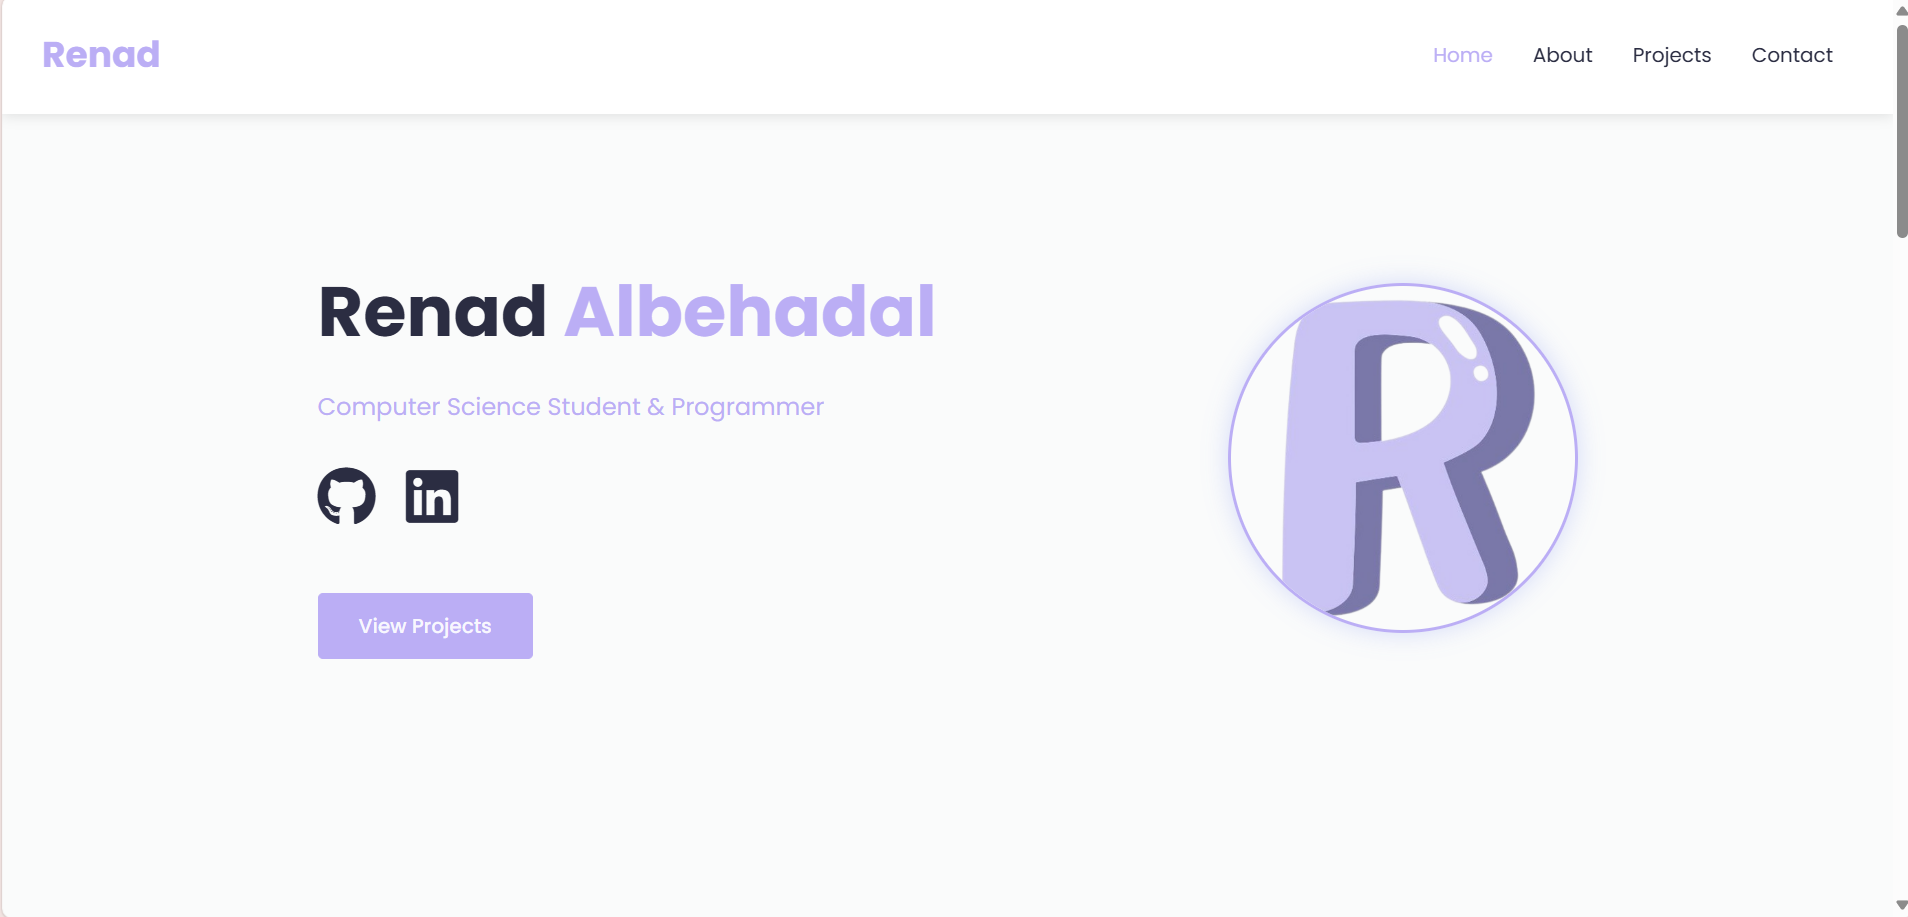 Renad
Home About Projects Contact
Renad Albehadal
Computer Science Student & Programmer
in
View Projects
R